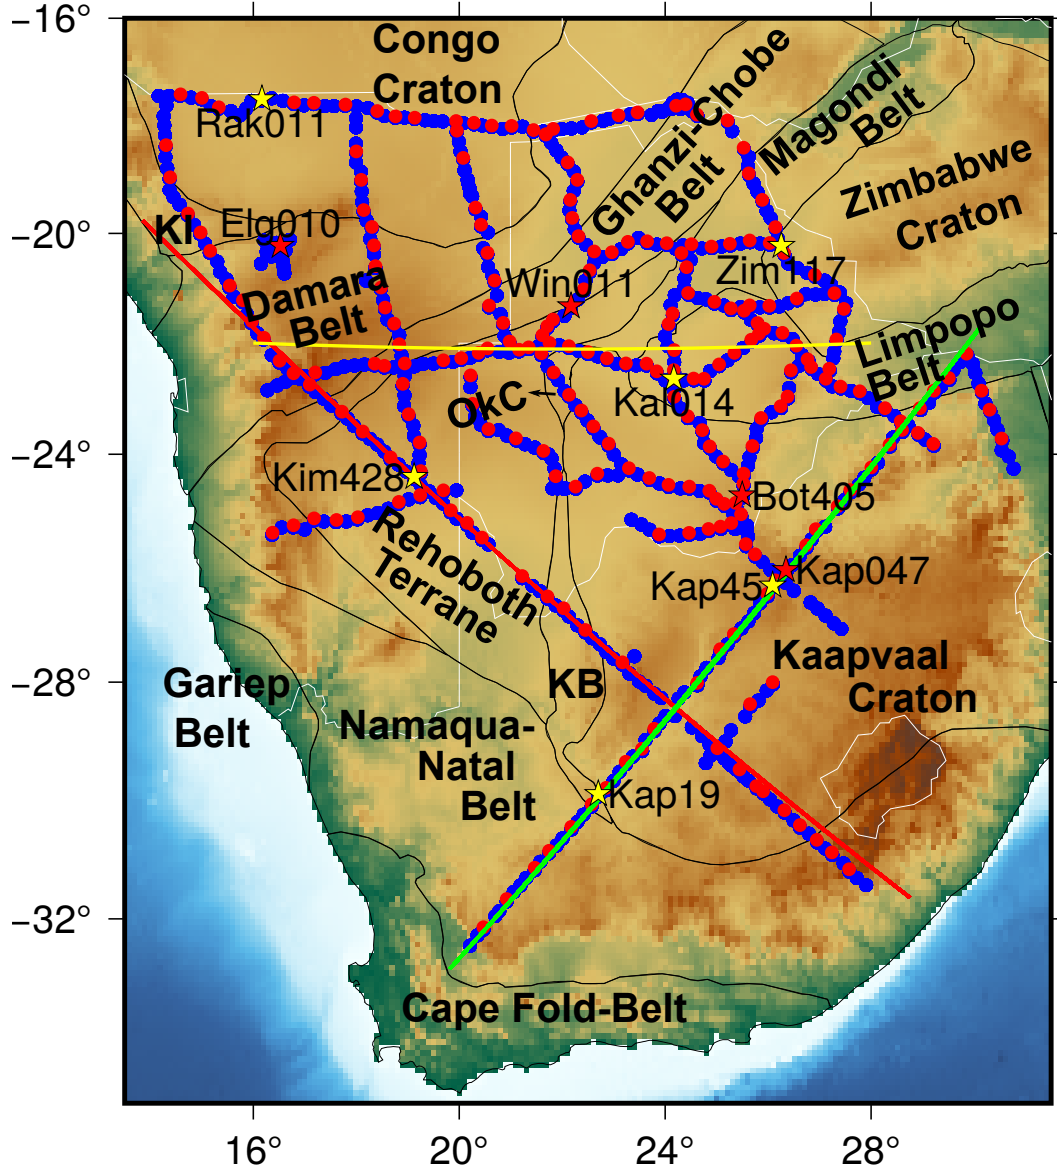 −16°
Congo
Craton
Rak011
Ghanzi-Chobe
Belt
Magondi
Belt
Zimbabwe
Craton
−20°
KI
Elg010
Win011
Zim117
Damara
Belt
Limpopo
Belt
OkC
Kal014
−24°
Kim428
Bot405
Rehoboth
Terrane
Kap45
Kap047
−28°
Gariep
Belt
KB
Kaapvaal
Craton
Namaqua-
Natal
Belt
Kap19
−32°
Cape Fold-Belt
16°
20°
24°
28°